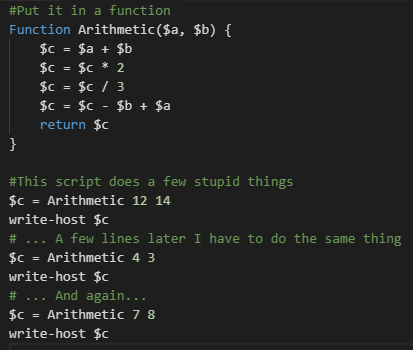 #Put it in a function
Function Arithmetic($a, $b) {
    $c = $a + $b
    $c = $c * 2
    $c = $c / 3
    $c = $c - $b + $a
    return $c
}

#This script does a few stupid things
$c = Arithmetic 12 14
write-host $c
# ... A few lines later I have to do the same thing
$c = Arithmetic 4 3
write-host $c
# ... And again...
$c = Arithmetic 7 8
write-host $c